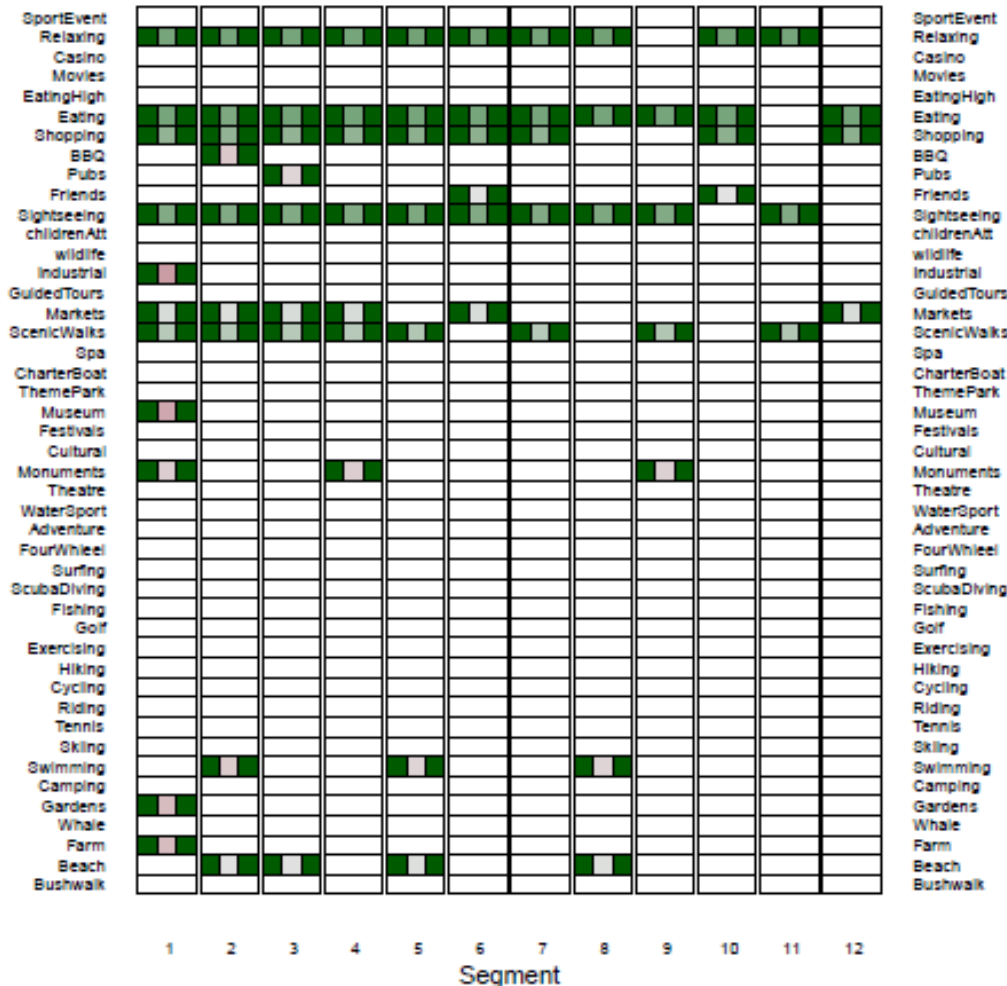 SportEvent SportEvent
Relaxing Relaxing
Casino Casino
Movies Movies
EatingHigh EatingHigh
Eating Eating
Shopping Shopping
BBQ BBQ
Pubs Pubs
Friends Friends
Sightseeing Sightseeing
childrenAtt childrenAtt
wildlife wildlife
Industrial Industrial
GuidedTours GuidedTours
Markets Markets
ScenicWalks ScenicWalks
Spa Spa
CharterBoat CharterBoat
ThemePark ThemePark
Museum Museum
Festivals Festivals
Cultural Cultural
Monuments Monuments
Theatre Theatre
WaterSport WaterSport
Adventure Adventure
FourWheel FourWheel
Surfing Surfing
ScubaDiving ScubaDiving
Fishing Fishing
Golf Golf
Exercising Exercising
Hiking Hiking
Cycling Cycling
Riding Riding
Tennis Tennis
Skiing Skiing
Swimming Swimming
Camping Camping
Gardens Gardens
Whale Whale
Farm Farm
Beach Beach
Bushwalk Bushwalk
1 2 3 4 5 6 7 8 9 10 11 12
Segment